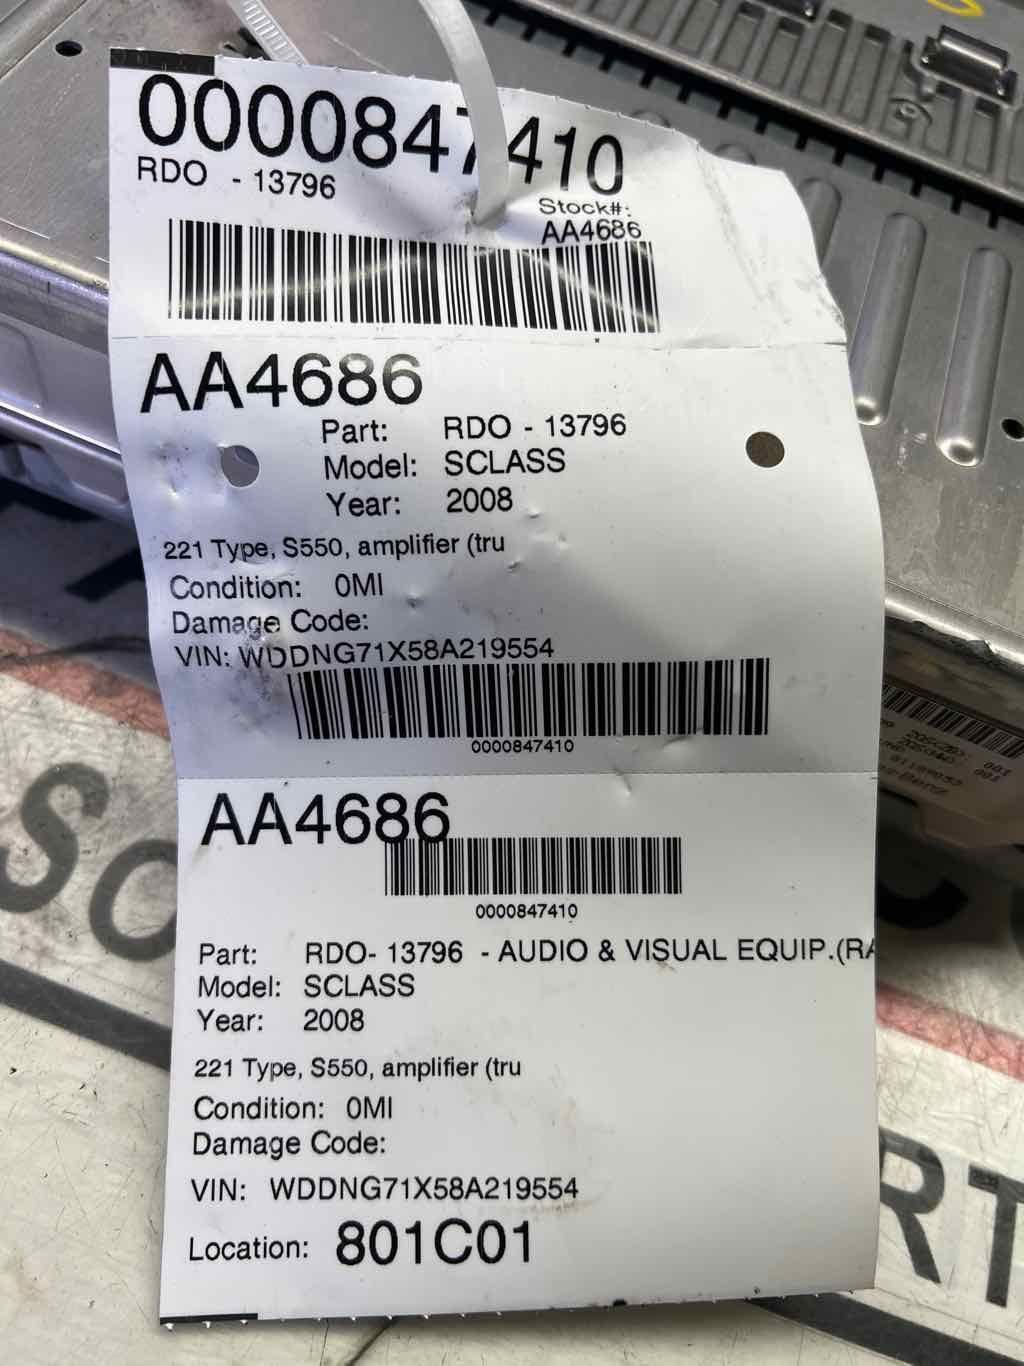 0000847410
RDO - 13796
Stock#:
AA4686
AA4686
Part: RDO - 13796
Model: SCLASS
Year: 2008
221 Type, S550, amplifier (tru
Condition: 0MI
Damage Code:
VIN: WDDNG71X58A219554
0000847410
AA4686
0000847410
Part: RDO- 13796 - AUDIO & VISUAL EQUIP.(RA
Model: SCLASS
Year: 2008
221 Type, S550, amplifier (tru
Condition: 0MI
Damage Code:
VIN: WDDNG71X58A219554
Location: 801C01